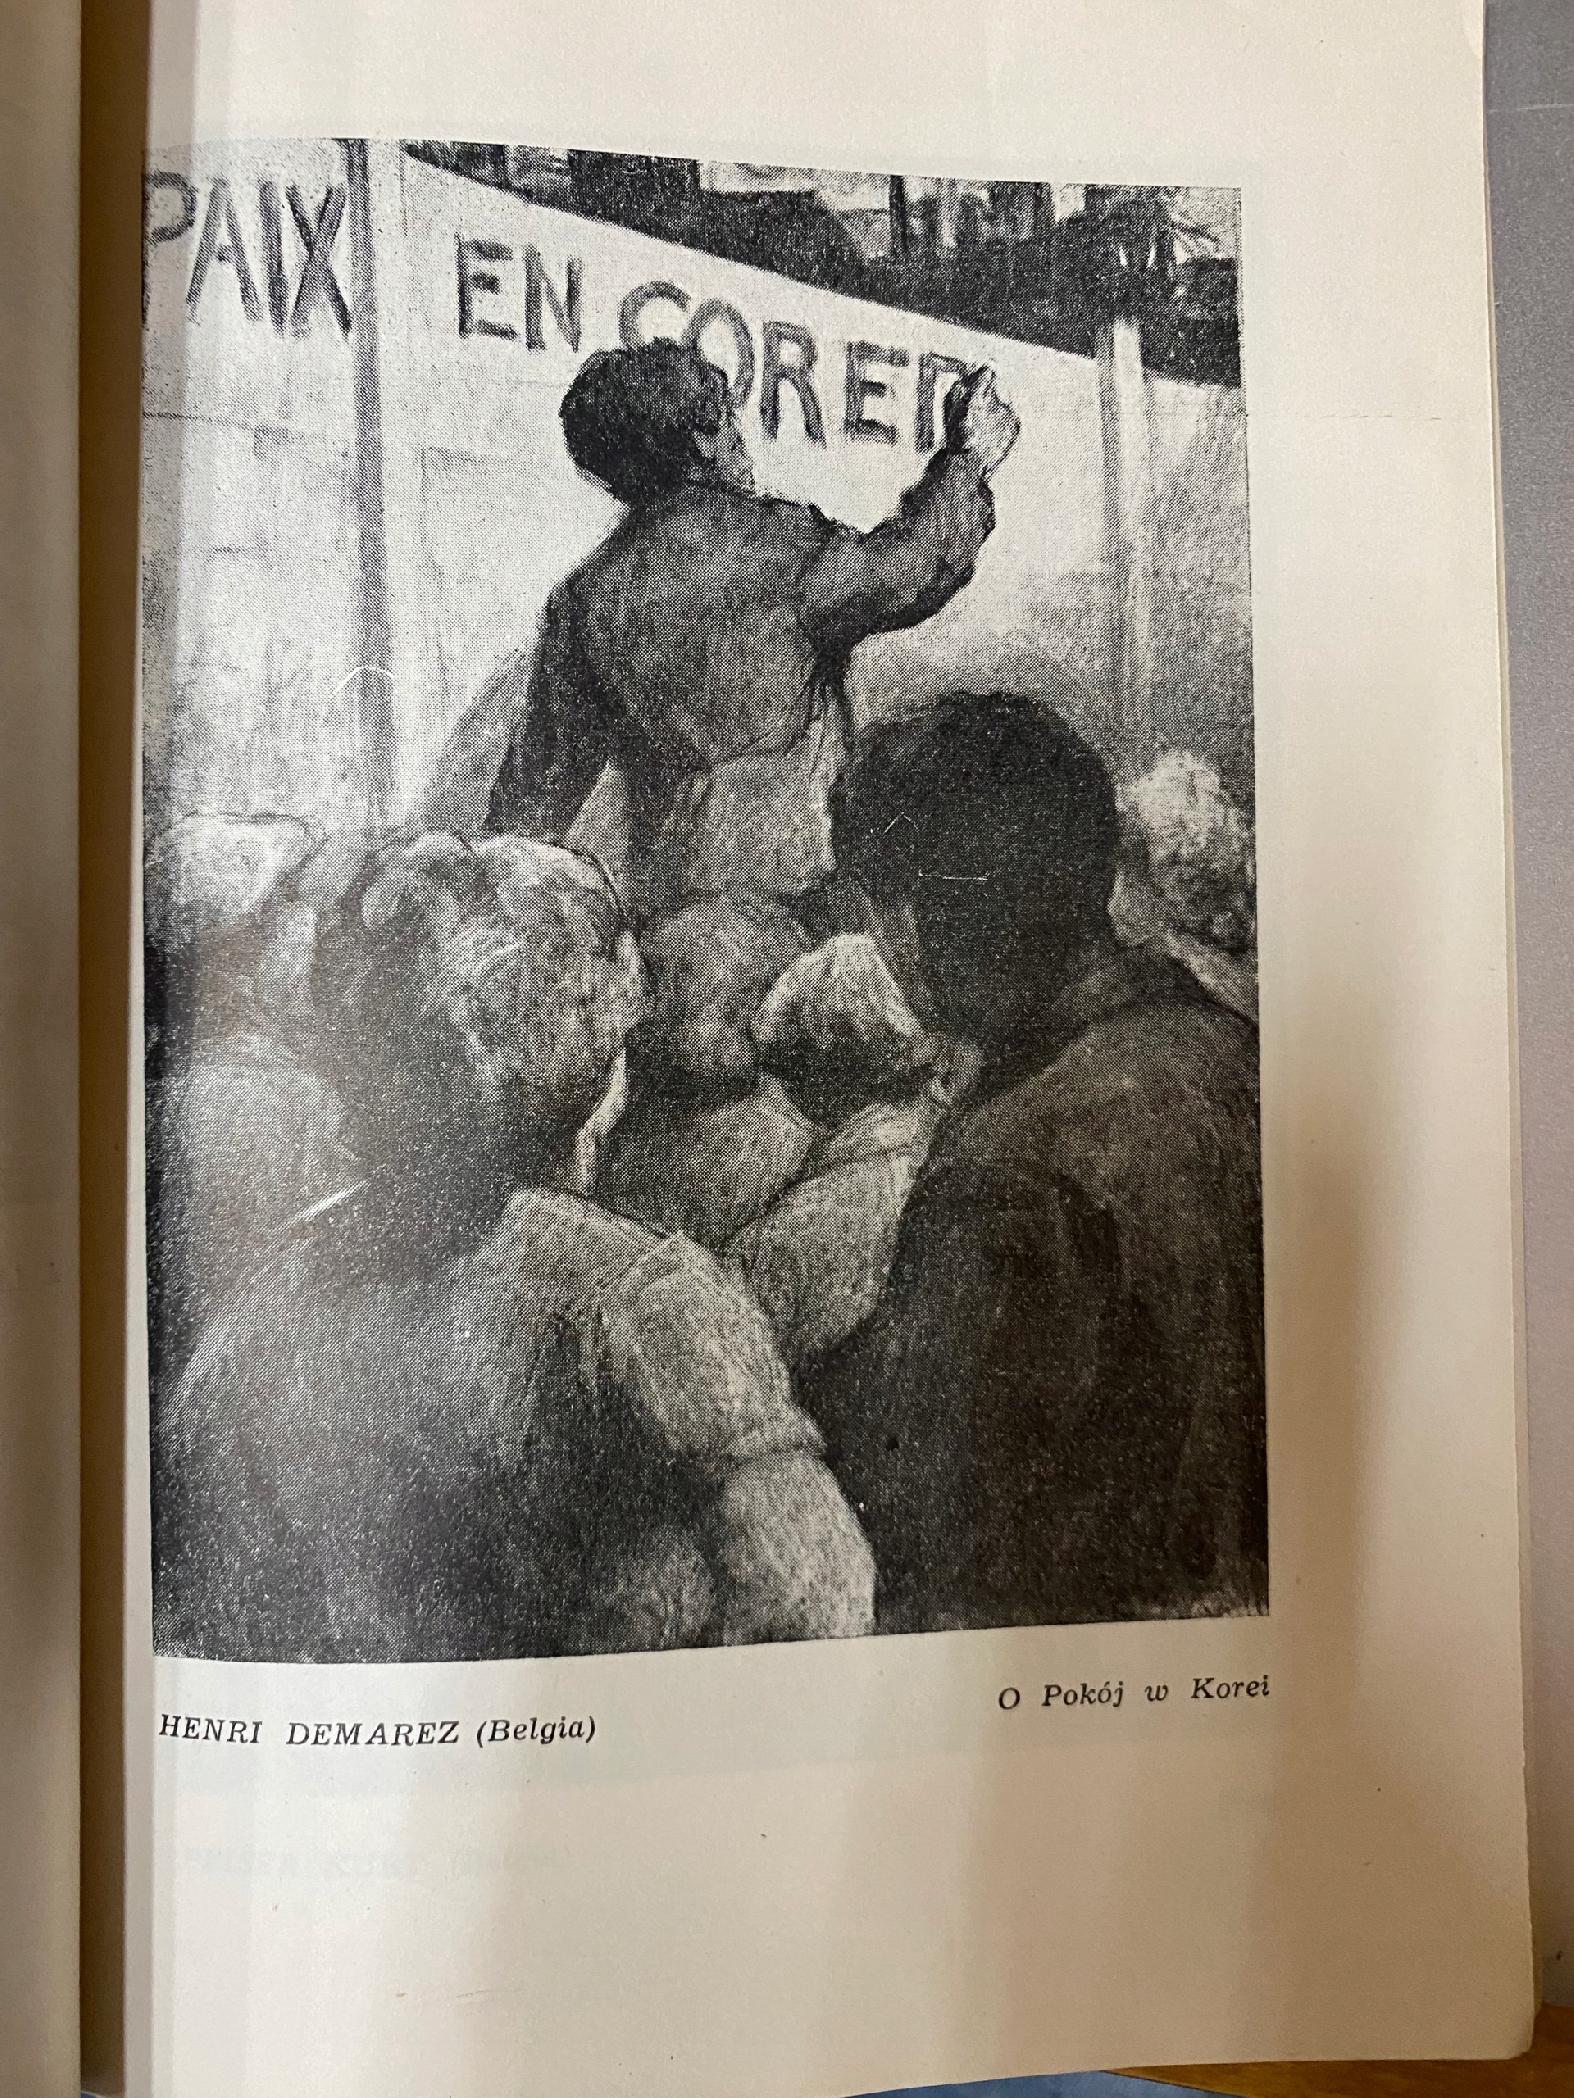 PAIX EN COREE
O Pokój w Korei
HENRI DEMAREZ (Belgia)